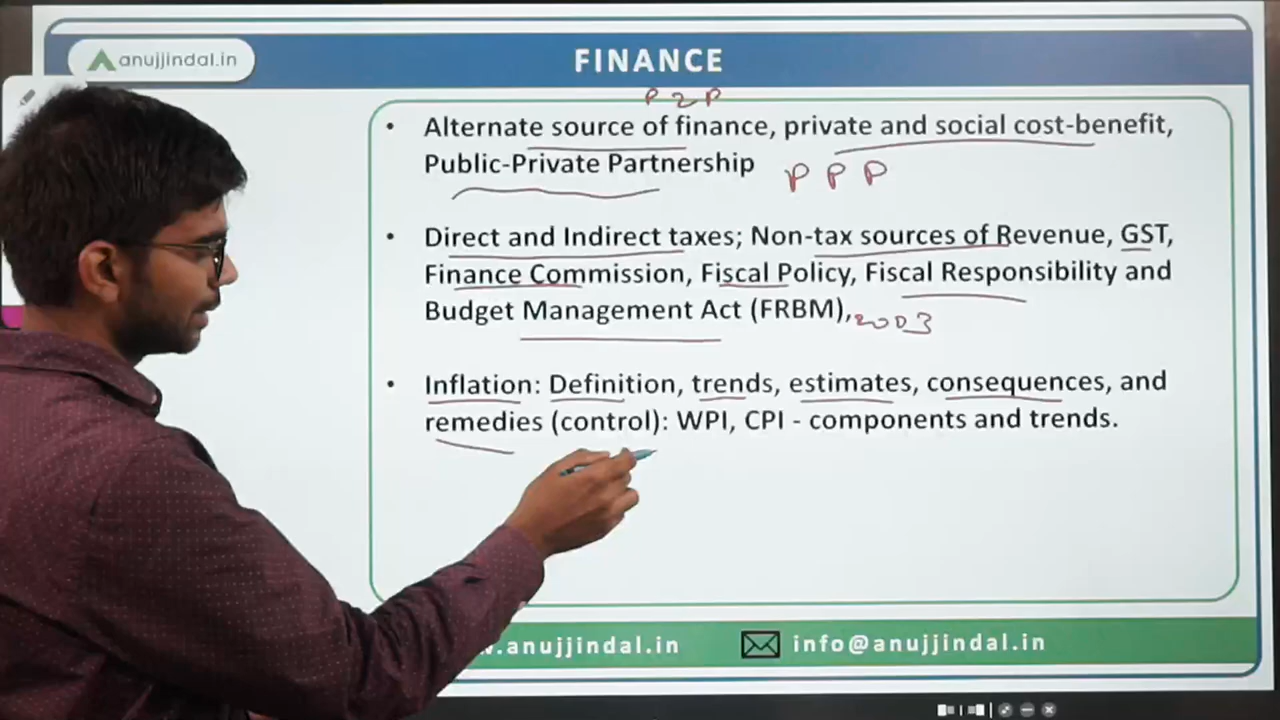 anujjindal.in
FINANCE
P 2 P
• Alternate source of finance, private and social cost-benefit,
Public-Private Partnership
P P P
• Direct and Indirect taxes; Non-tax sources of Revenue, GST,
Finance Commission, Fiscal Policy, Fiscal Responsibility and
Budget Management Act (FRBM),
2003
• Inflation: Definition, trends, estimates, consequences, and
remedies (control): WPI, CPI - components and trends.
.anujjindal.in
info@anujjindal.in